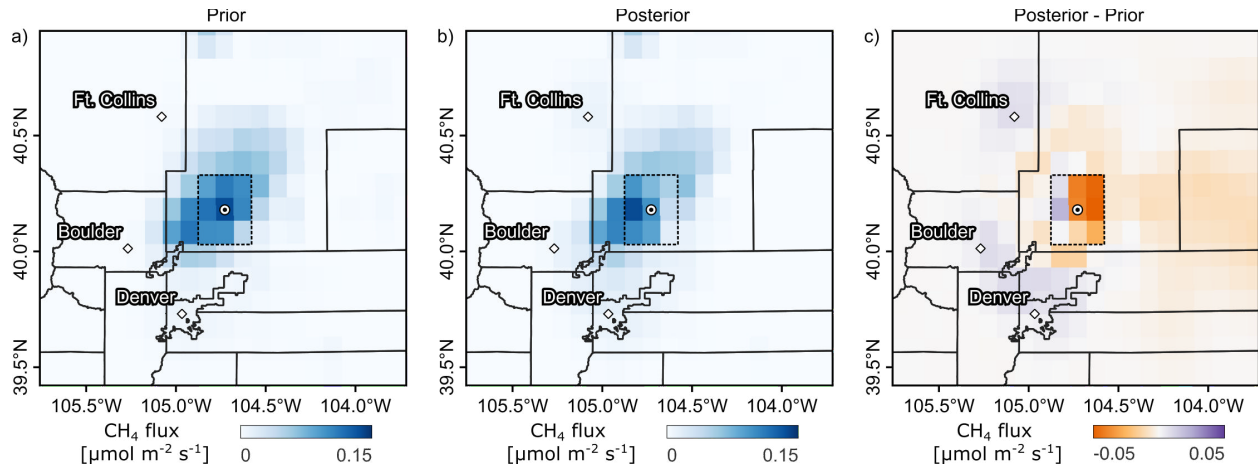 Prior
Posterior
Posterior - Prior
a)
b)
c)
Ft. Collins
Ft. Collins
Ft. Collins
Boulder
Boulder
Boulder
Denver
Denver
Denver
40.5°N
40.0°N
39.5°N
40.5°N
40.0°N
39.5°N
40.5°N
40.0°N
39.5°N
105.5°W 105.0°W 104.5°W 104.0°W
105.5°W 105.0°W 104.5°W 104.0°W
105.5°W 105.0°W 104.5°W 104.0°W
CH₄ flux
[µmol m⁻² s⁻¹]
0 0.15
CH₄ flux
[µmol m⁻² s⁻¹]
0 0.15
CH₄ flux
[µmol m⁻² s⁻¹]
-0.05 0.05